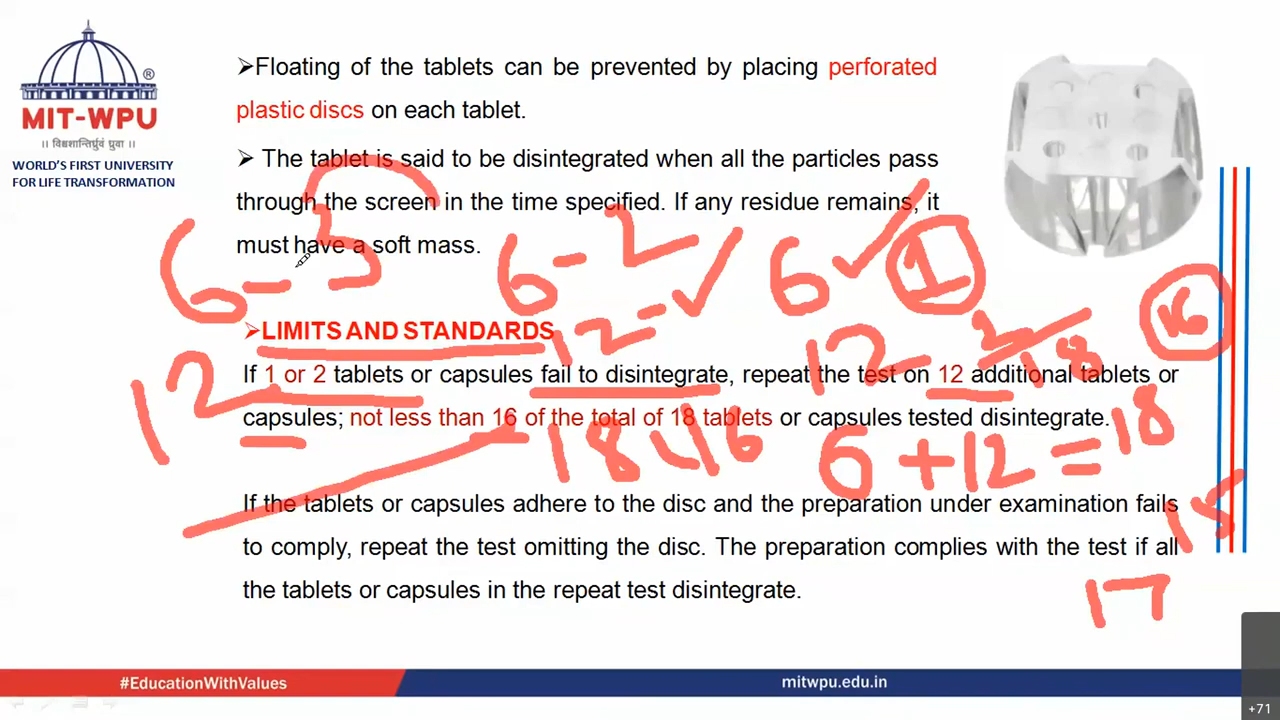 ➢Floating of the tablets can be prevented by placing perforated
plastic discs on each tablet.
➢ The tablet is said to be disintegrated when all the particles pass
through the screen in the time specified. If any residue remains, it
must have a soft mass.
®
MIT-WPU
|| विश्वशान्तिर्ध्रुवं ध्रुवा ||
WORLD'S FIRST UNIVERSITY
FOR LIFE TRANSFORMATION
6 – 3
6 – 2
6 ✓ 1
➢LIMITS AND STANDARDS
12 – ✓
12 – 2
18
16
12
If 1 or 2 tablets or capsules fail to disintegrate, repeat the test on 12 additional tablets or
capsules; not less than 16 of the total of 18 tablets or capsules tested disintegrate.
18 16
6 + 12 = 18
If the tablets or capsules adhere to the disc and the preparation under examination fails
to comply, repeat the test omitting the disc. The preparation complies with the test if all
the tablets or capsules in the repeat test disintegrate.
17
#EducationWithValues
mitwpu.edu.in
+71